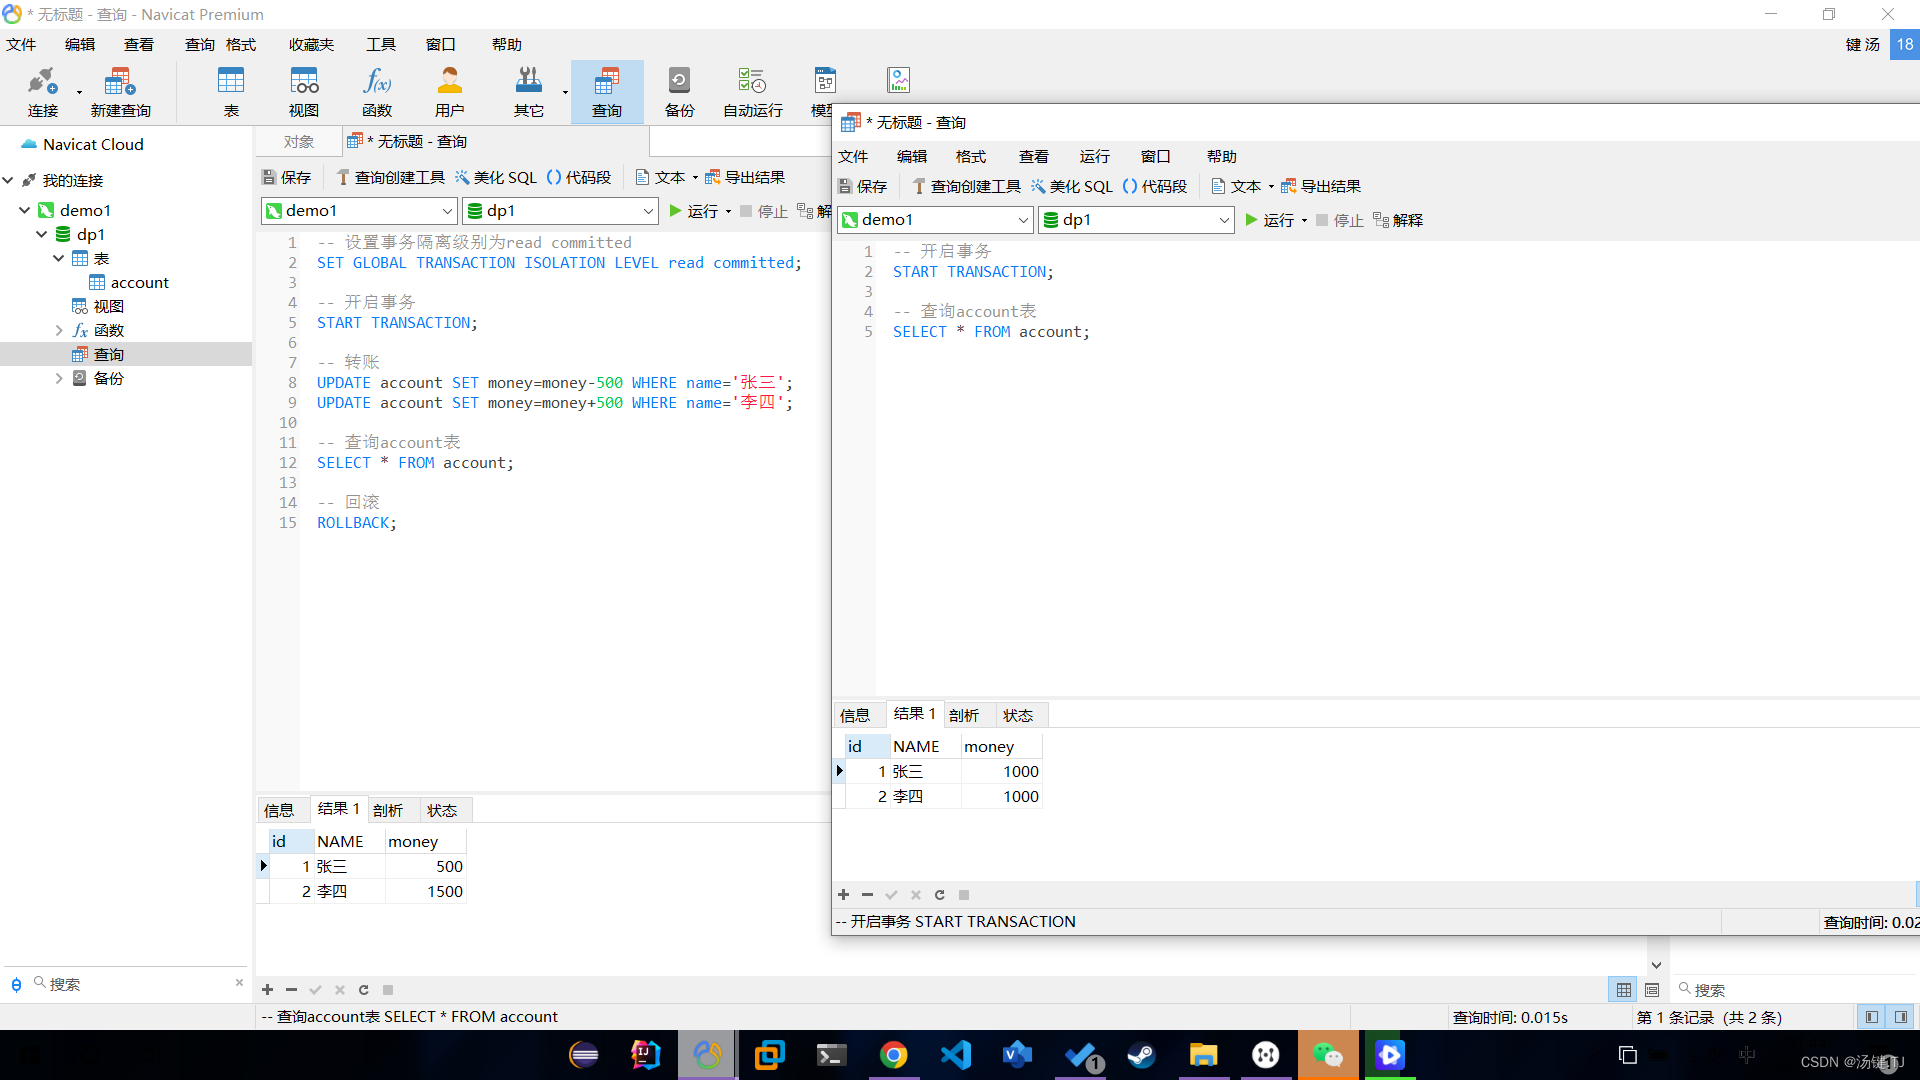 * 无标题 - 查询 - Navicat Premium
文件 编辑 查看 查询 格式 收藏夹 工具 窗口 帮助 键 汤 18
连接 新建查询 表 视图 函数 用户 其它 查询 备份 自动运行
Navicat Cloud
我的连接
demo1
dp1
表
account
视图
函数
查询
备份
搜索
对象 * 无标题 - 查询
保存 查询创建工具 美化 SQL 代码段 文本 导出结果
demo1 dp1 运行 停止 解
1 -- 设置事务隔离级别为read committed
2 SET GLOBAL TRANSACTION ISOLATION LEVEL read committed;
3
4 -- 开启事务
5 START TRANSACTION;
6
7 -- 转账
8 UPDATE account SET money=money-500 WHERE name='张三';
9 UPDATE account SET money=money+500 WHERE name='李四';
10
11 -- 查询account表
12 SELECT * FROM account;
13
14 -- 回滚
15 ROLLBACK;
信息 结果 1 剖析 状态
id NAME money
1 张三 500
2 李四 1500
-- 查询account表 SELECT * FROM account
查询时间: 0.015s
第 1 条记录 (共 2 条)
搜索
* 无标题 - 查询
文件 编辑 格式 查看 运行 窗口 帮助
保存 查询创建工具 美化 SQL 代码段 文本 导出结果
demo1 dp1 运行 停止 解释
1 -- 开启事务
2 START TRANSACTION;
3
4 -- 查询account表
5 SELECT * FROM account;
信息 结果 1 剖析 状态
id NAME money
1 张三 1000
2 李四 1000
-- 开启事务 START TRANSACTION
查询时间: 0.02
中
CSDN @汤键.TJ